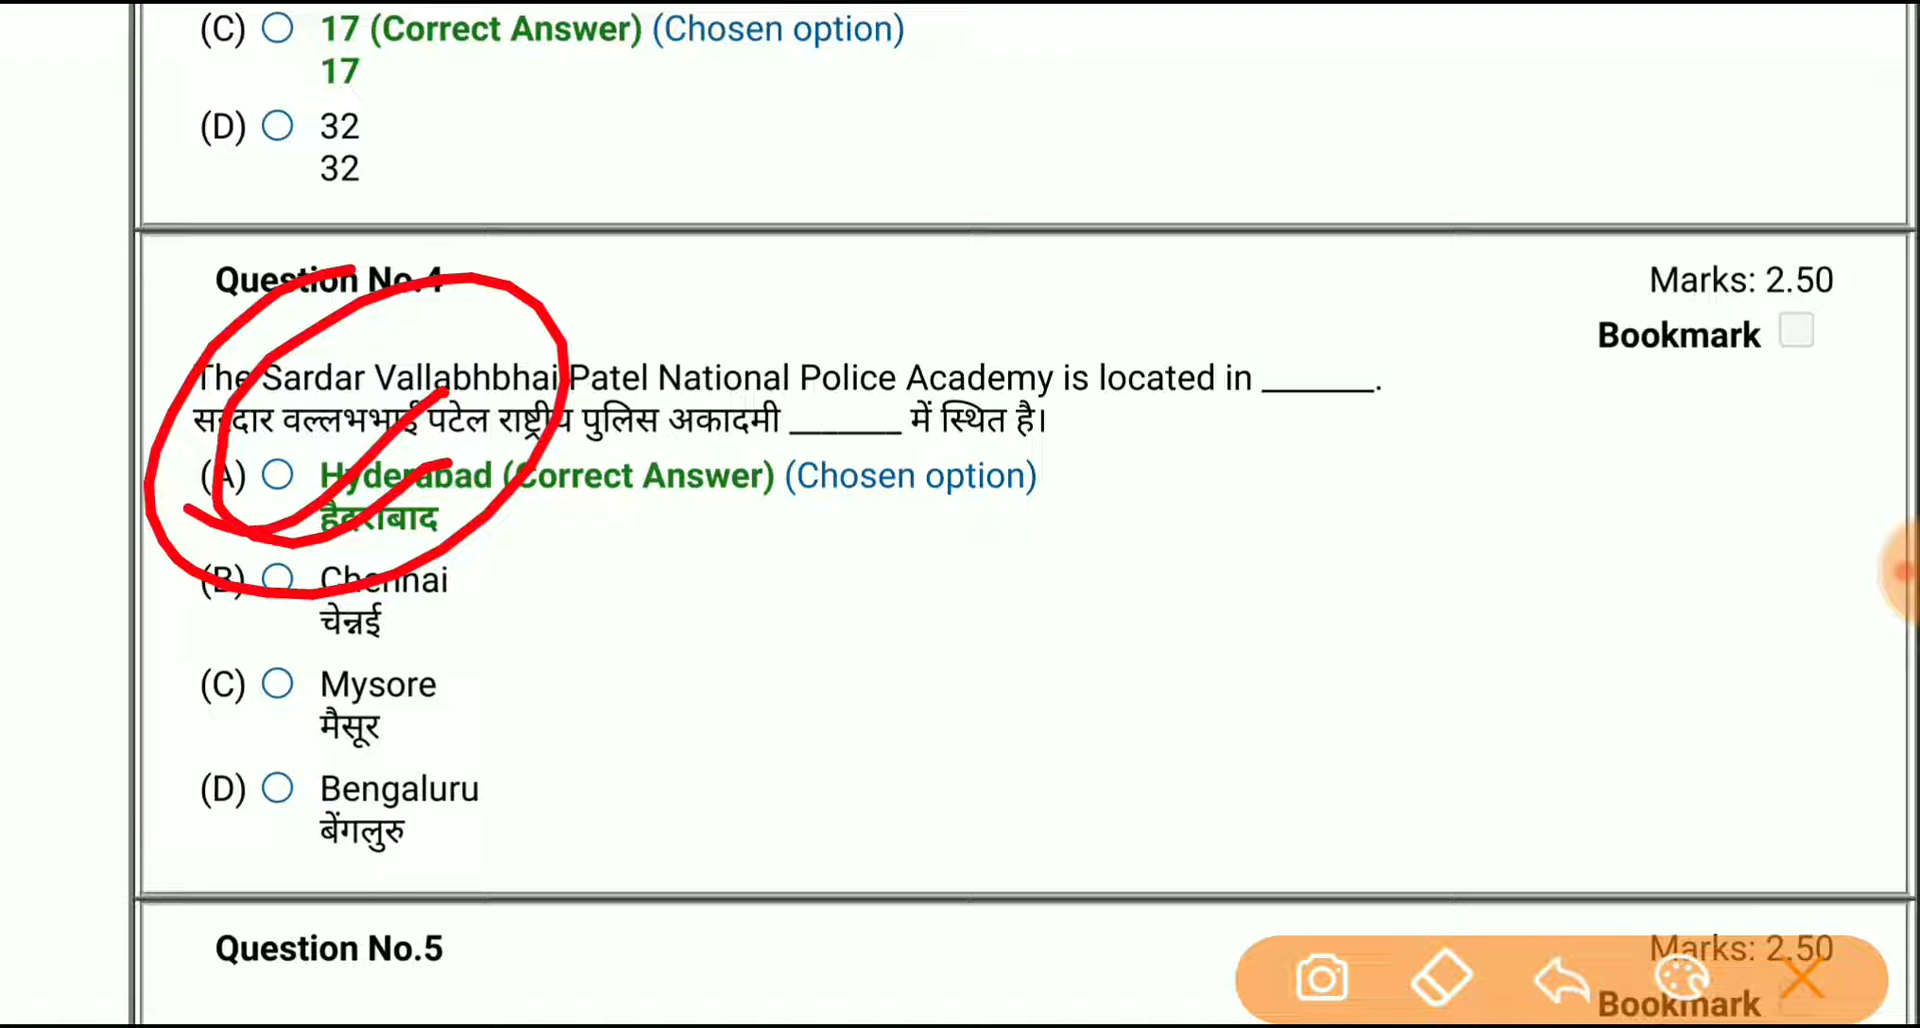 (C) 17 (Correct Answer) (Chosen option)
17
(D) 32
32
Question No.4
Marks: 2.50
Bookmark
The Sardar Vallabhbhai Patel National Police Academy is located in _______.
सरदार वल्लभभाई पटेल राष्ट्रीय पुलिस अकादमी _______ में स्थित है।
(A) Hyderabad (Correct Answer) (Chosen option)
हैदराबाद
(B) Chennai
चेन्नई
(C) Mysore
मैसूर
(D) Bengaluru
बेंगलुरु
Question No.5
Marks: 2.50
Bookmark